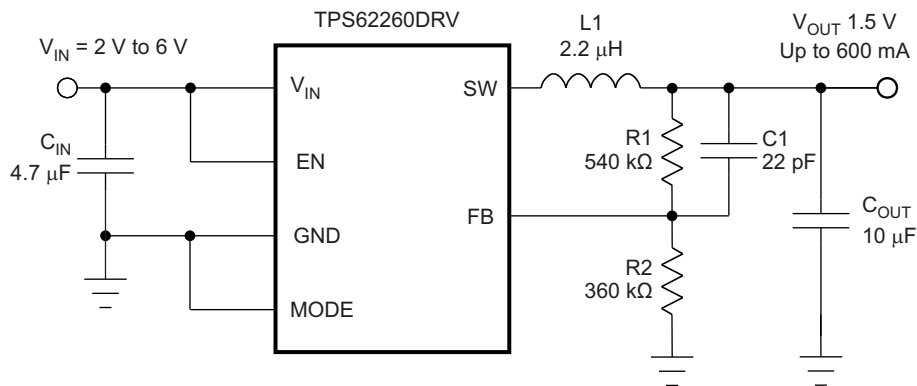 TPS62260DRV
V_IN = 2 V to 6 V
L1
2.2 μH
V_OUT 1.5 V
Up to 600 mA
V_IN
SW
C_IN
4.7 μF
EN
R1
540 kΩ
C1
22 pF
FB
GND
C_OUT
10 μF
R2
360 kΩ
MODE